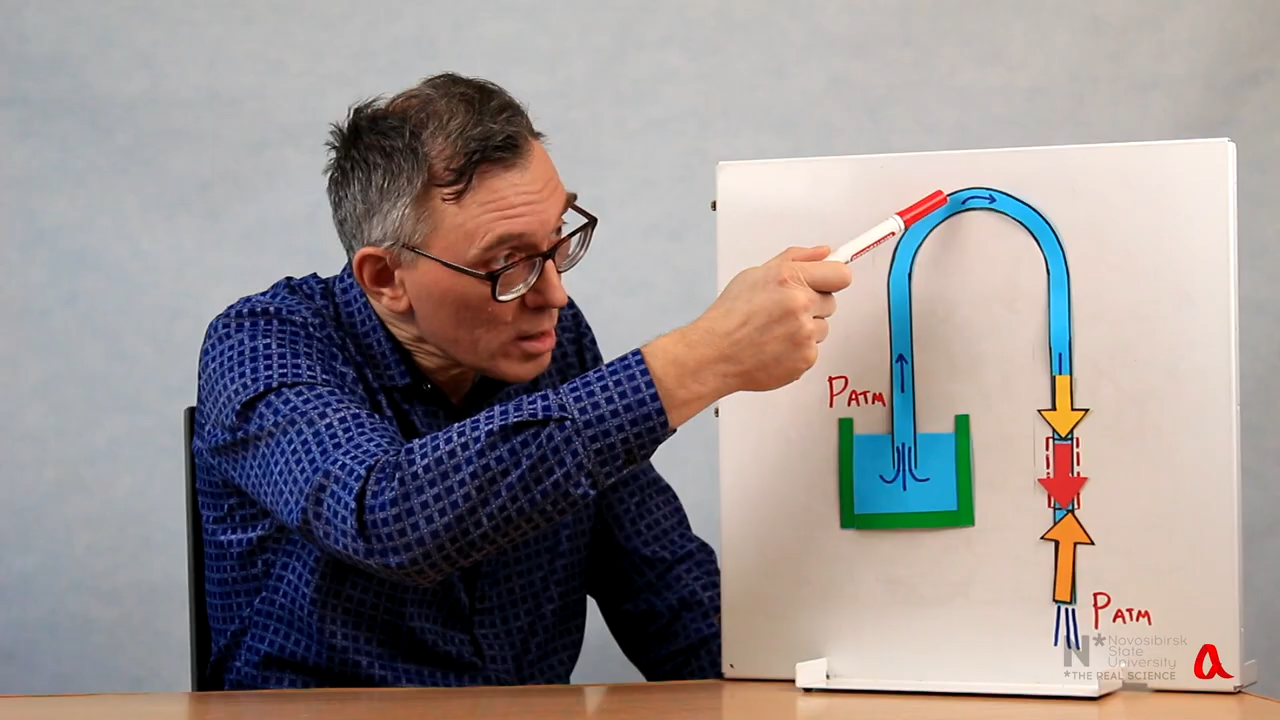 PATM
PATM
N* Novosibirsk
State
University
*THE REAL SCIENCE